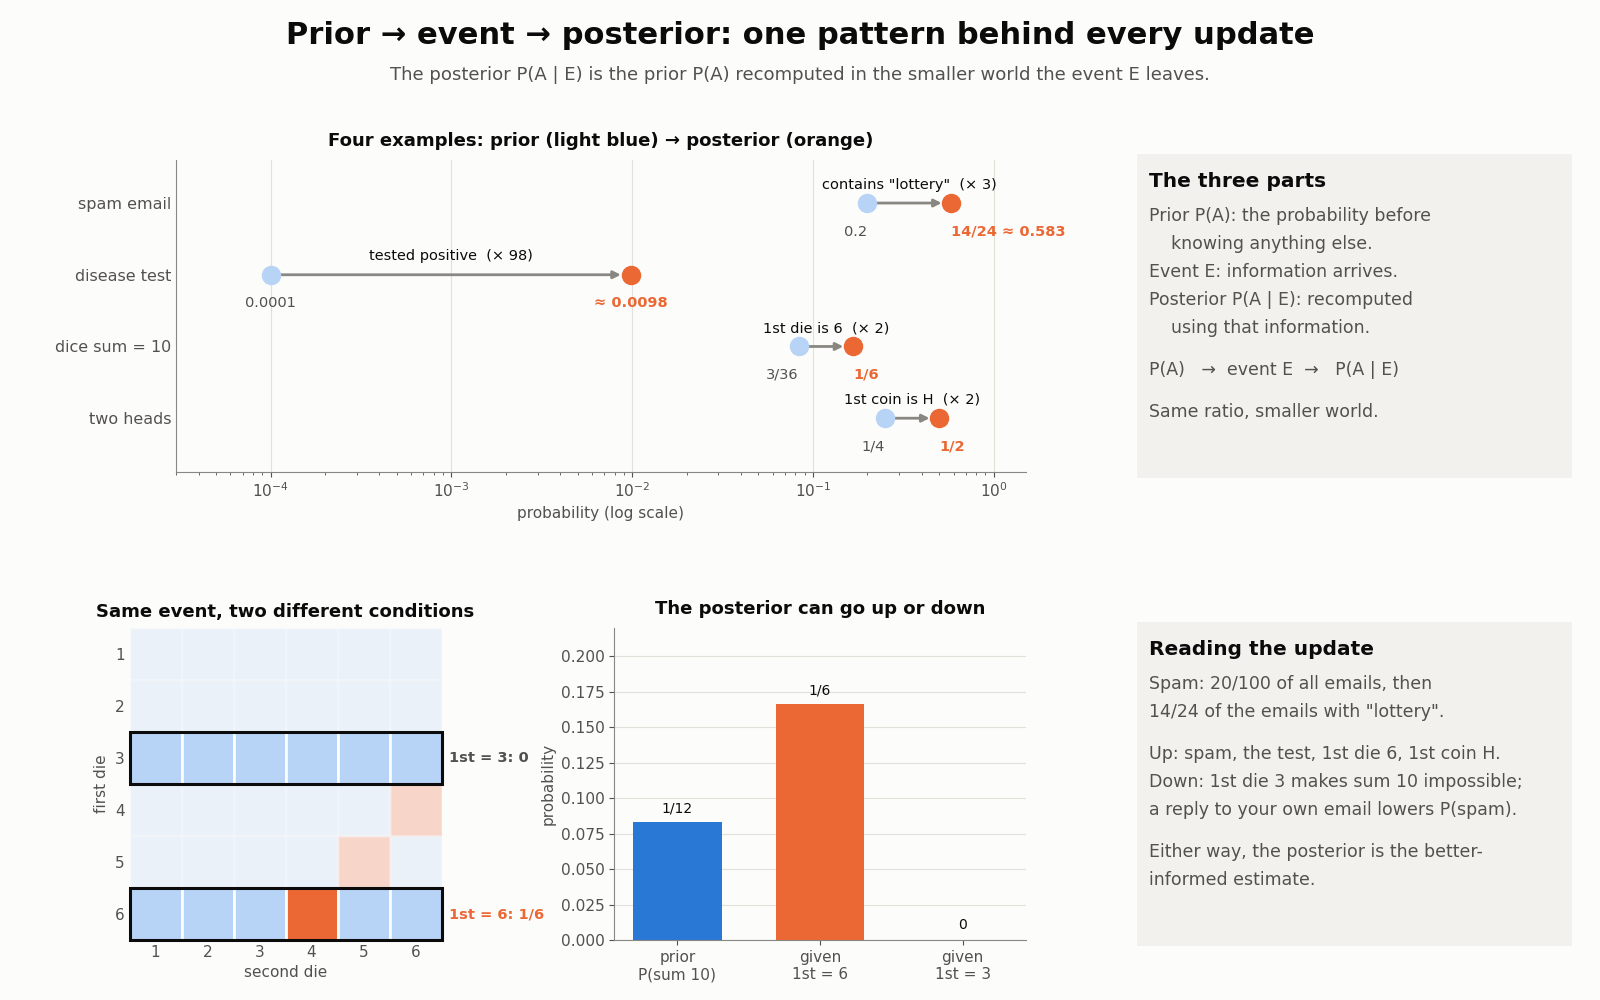 Prior → event → posterior: one pattern behind every update
The posterior P(A | E) is the prior P(A) recomputed in the smaller world the event E leaves.
Four examples: prior (light blue) → posterior (orange)
spam email
contains "lottery" (× 3)
0.2
14/24 ≈ 0.583
disease test
tested positive (× 98)
0.0001
≈ 0.0098
dice sum = 10
1st die is 6 (× 2)
3/36
1/6
two heads
1st coin is H (× 2)
1/4
1/2
10⁻⁴ 10⁻³ 10⁻² 10⁻¹ 10⁰
probability (log scale)
The three parts
Prior P(A): the probability before
knowing anything else.
Event E: information arrives.
Posterior P(A | E): recomputed
using that information.
P(A) → event E → P(A | E)
Same ratio, smaller world.
Same event, two different conditions
first die
1
2
3
4
5
6
1st = 3: 0
1st = 6: 1/6
1 2 3 4 5 6
second die
The posterior can go up or down
probability
0.200
0.175
0.150
0.125
0.100
0.075
0.050
0.025
0.000
1/12
1/6
0
prior
P(sum 10)
given
1st = 6
given
1st = 3
Reading the update
Spam: 20/100 of all emails, then
14/24 of the emails with "lottery".
Up: spam, the test, 1st die 6, 1st coin H.
Down: 1st die 3 makes sum 10 impossible;
a reply to your own email lowers P(spam).
Either way, the posterior is the better-
informed estimate.